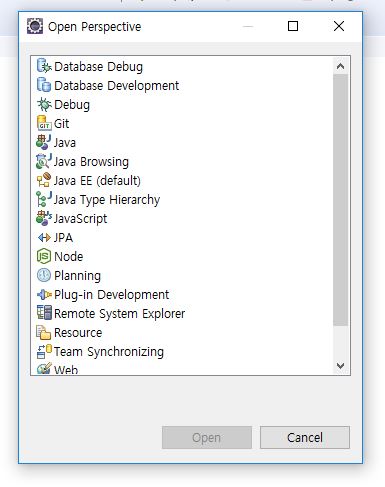 Open Perspective
Database Debug
Database Development
Debug
GIT Git
Java
Java Browsing
Java EE (default)
Java Type Hierarchy
JavaScript
JPA
Node
Planning
Plug-in Development
Remote System Explorer
Resource
Team Synchronizing
Web
Open
Cancel